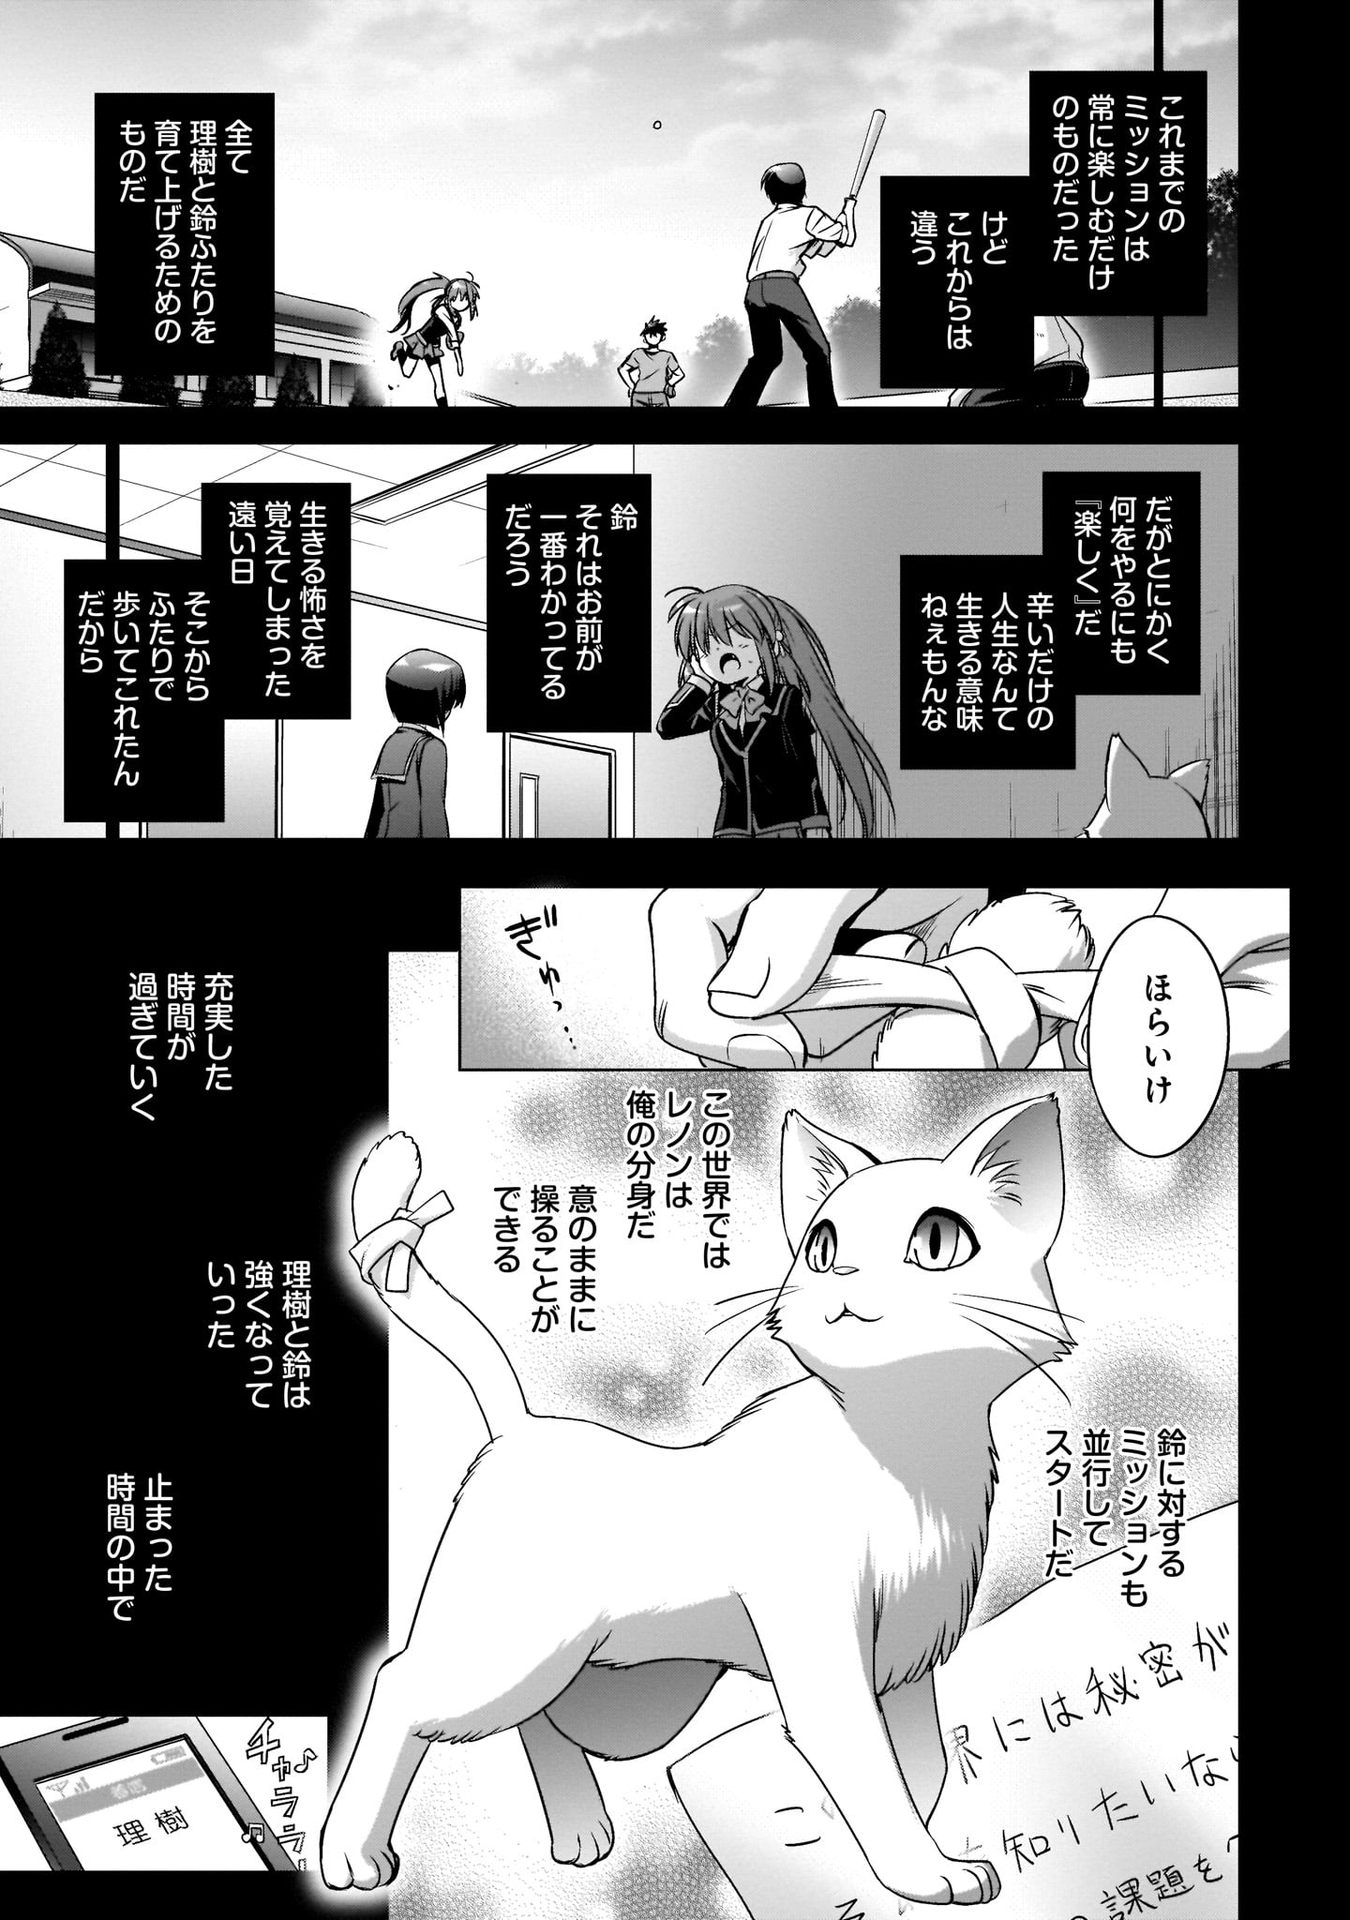 これまでの
ミッションは
常に楽しむだけ
のものだった
けど
これからは
違う
全て
理樹と鈴ふたりを
育て上げるための
ものだ
だがとにかく
何をやるにも
『楽しく』だ
辛いだけの
人生なんて
生きる意味
ねぇもんな
鈴
それはお前が
一番わかってる
だろう
生きる怖さを
覚えてしまった
遠い日
そこから
ふたりで
歩いてこれたん
だから
ほらいけ
ぎゅっ…
この世界では
レノンは
俺の分身だ
意のままに
操ることが
できる
鈴に対する
ミッションも
並行して
スタートだ
界には秘密が
知りたいな
課題を
充実した
時間が
過ぎていく
理樹と鈴は
強くなって
いった
止まった
時間の中で
チャラララ♪
着信
理樹